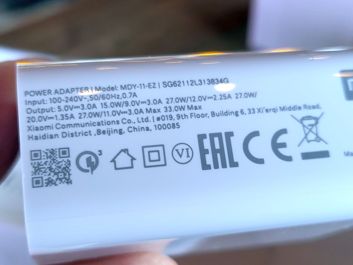 POWER ADAPTER | Model: MDY-11-EZ | SG62112L313834G
Input: 100-240V~,50/60Hz,0.7A
Output: 5.0V⎓3.0A 15.0W/9.0V⎓3.0A 27.0W/12.0V⎓2.25A 27.0W/
20.0V⎓1.35A 27.0W/11.0V⎓3.0A Max 33.0W Max
Xiaomi Communications Co., Ltd. | #019, 9th Floor, Building 6, 33 Xi'erqi Middle Road,
Haidian District ,Beijing, China, 100085
3 VI EAC CE